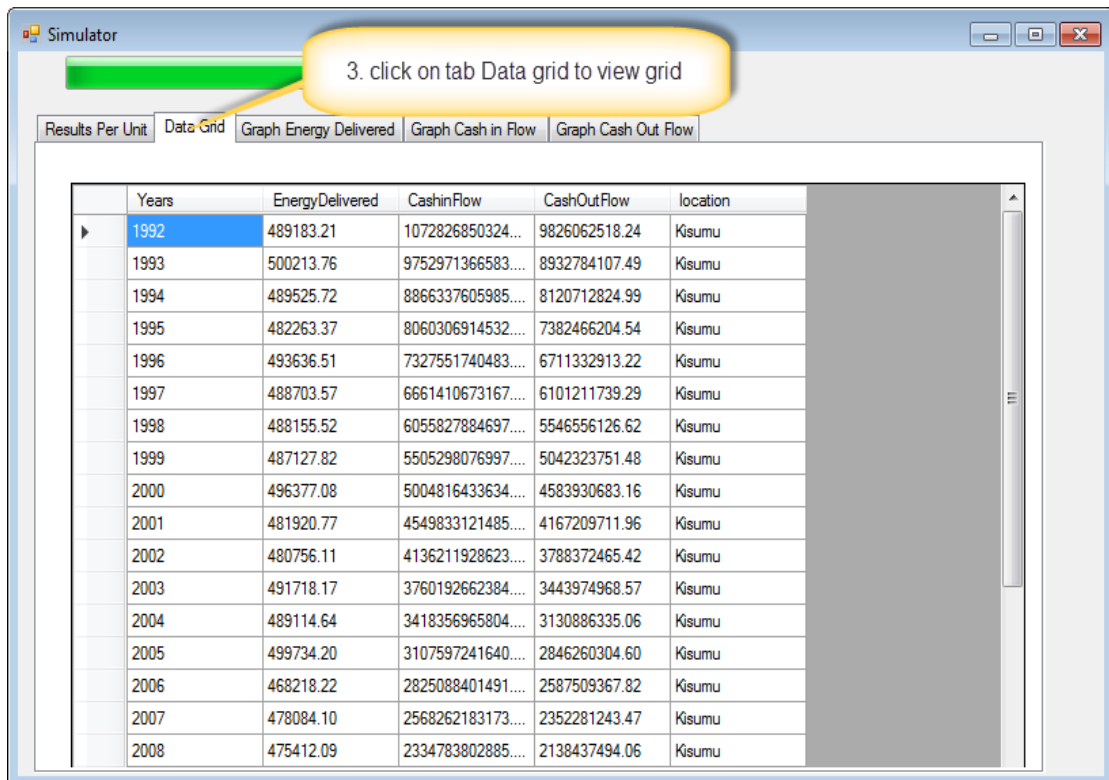 Simulator
3. click on tab Data grid to view grid
Results Per Unit Data Grid Graph Energy Delivered Graph Cash in Flow Graph Cash Out Flow
Years EnergyDelivered CashinFlow CashOutFlow location
1992 489183.21 1072826850324... 9826062518.24 Kisumu
1993 500213.76 9752971366583.... 8932784107.49 Kisumu
1994 489525.72 8866337605985.... 8120712824.99 Kisumu
1995 482263.37 8060306914532.... 7382466204.54 Kisumu
1996 493636.51 7327551740483.... 6711332913.22 Kisumu
1997 488703.57 6661410673167.... 6101211739.29 Kisumu
1998 488155.52 6055827884697.... 5546556126.62 Kisumu
1999 487127.82 5505298076997.... 5042323751.48 Kisumu
2000 496377.08 5004816433634.... 4583930683.16 Kisumu
2001 481920.77 4549833121485.... 4167209711.96 Kisumu
2002 480756.11 4136211928623.... 3788372465.42 Kisumu
2003 491718.17 3760192662384.... 3443974968.57 Kisumu
2004 489114.64 3418356965804.... 3130886335.06 Kisumu
2005 499734.20 3107597241640.... 2846260304.60 Kisumu
2006 468218.22 2825088401491.... 2587509367.82 Kisumu
2007 478084.10 2568262183173.... 2352281243.47 Kisumu
2008 475412.09 2334783802885.... 2138437494.06 Kisumu